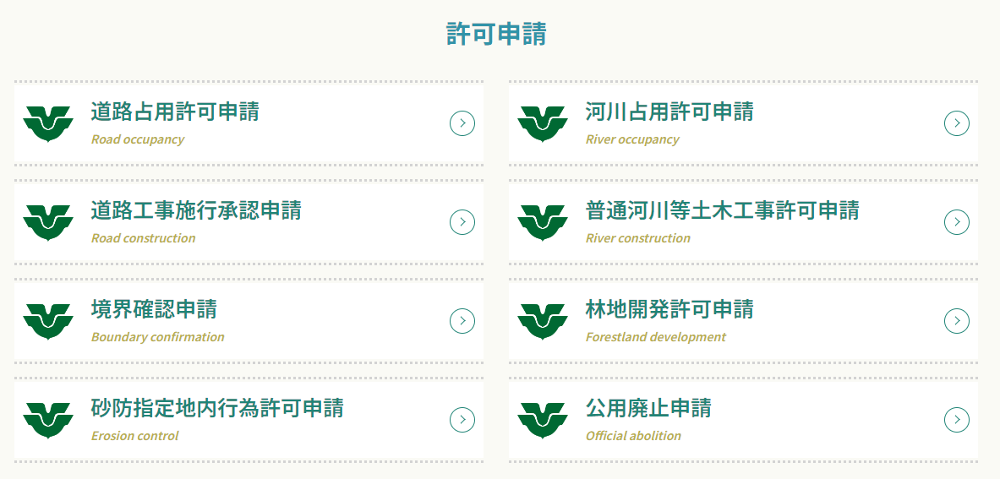 許可申請
道路占用許可申請
Road occupancy
河川占用許可申請
River occupancy
道路工事施行承認申請
Road construction
普通河川等土木工事許可申請
River construction
境界確認申請
Boundary confirmation
林地開発許可申請
Forestland development
砂防指定地内行為許可申請
Erosion control
公用廃止申請
Official abolition